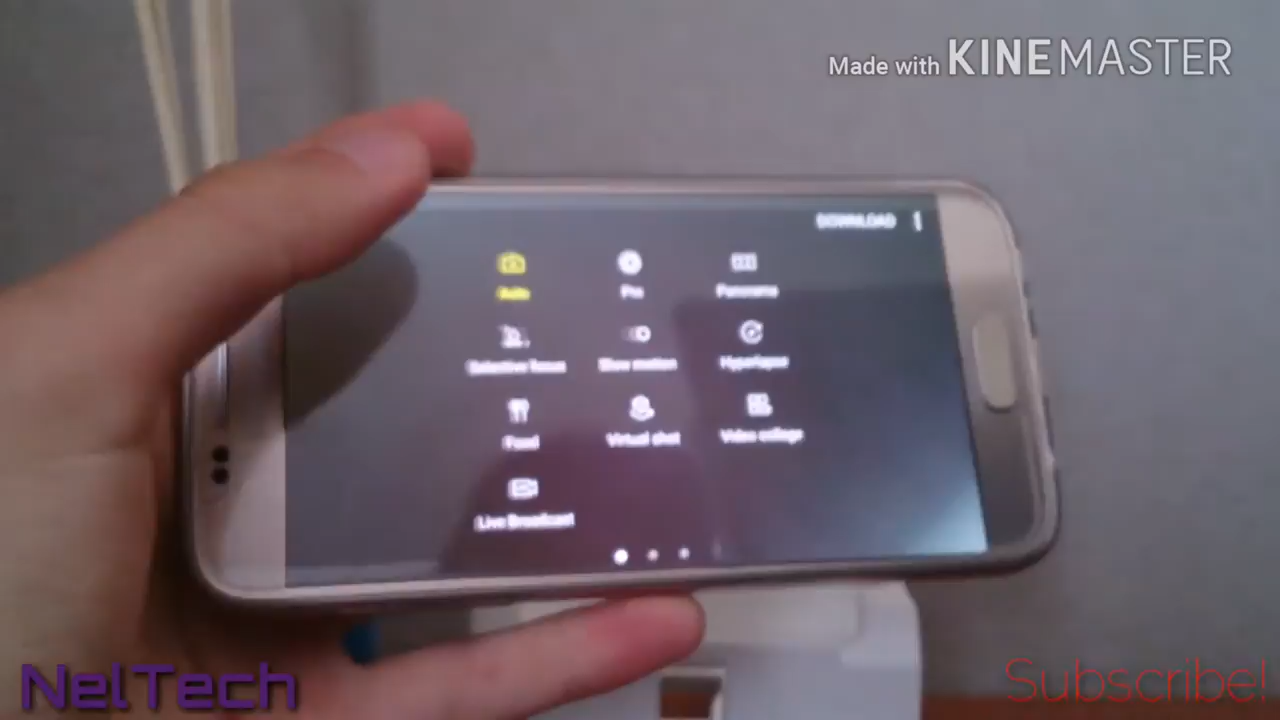 Made with KINEMASTER
DOWNLOAD
Auto
Pro
Panorama
Selective focus
Slow motion
Hyperlapse
Food
Virtual shot
Video collage
Live Broadcast
NelTech
Subscribe!